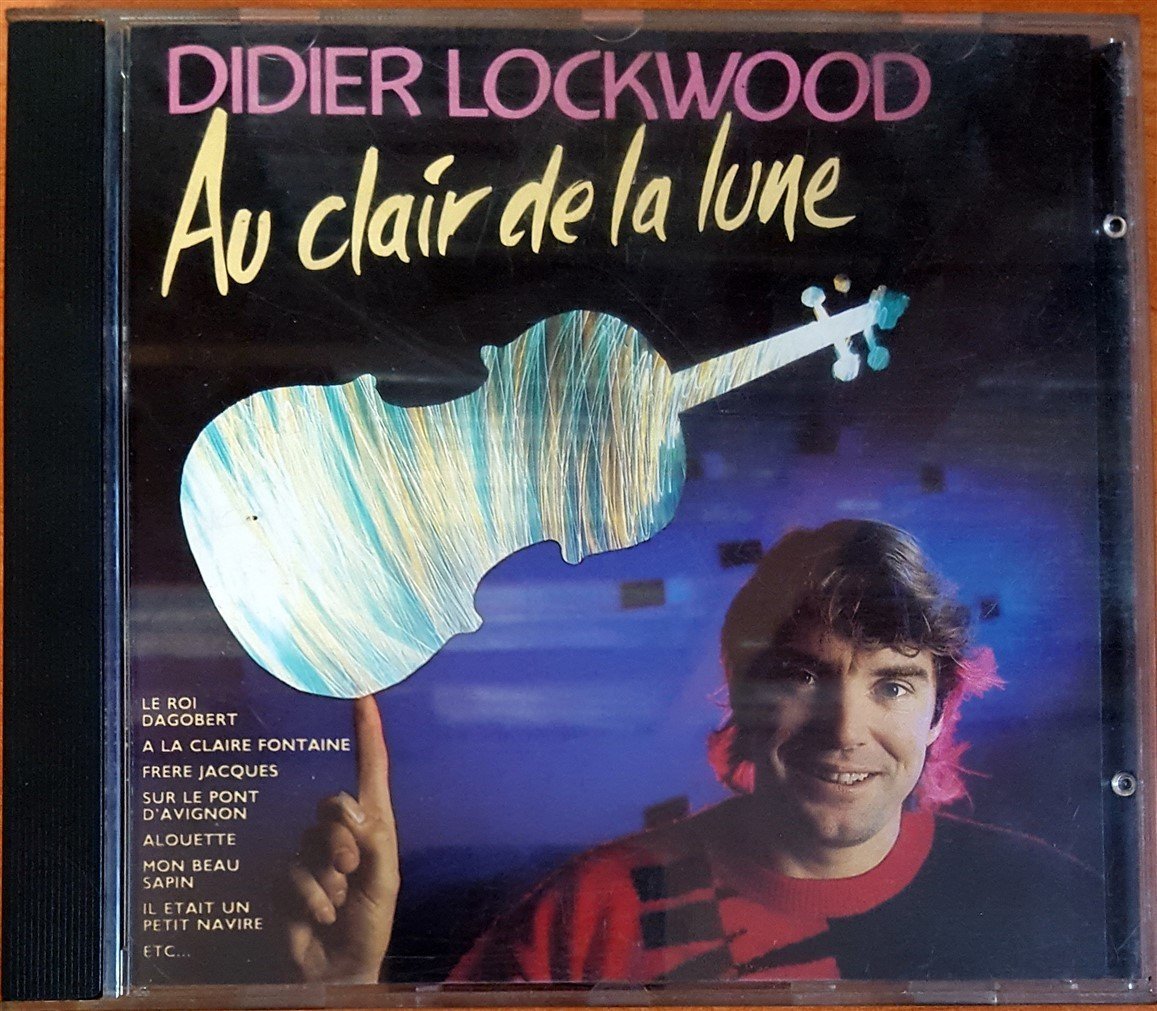 DIDIER LOCKWOOD
Au clair de la lune
LE ROI
DAGOBERT
A LA CLAIRE FONTAINE
FRERE JACQUES
SUR LE PONT
D'AVIGNON
ALOUETTE
MON BEAU
SAPIN
IL ETAIT UN
PETIT NAVIRE
ETC...